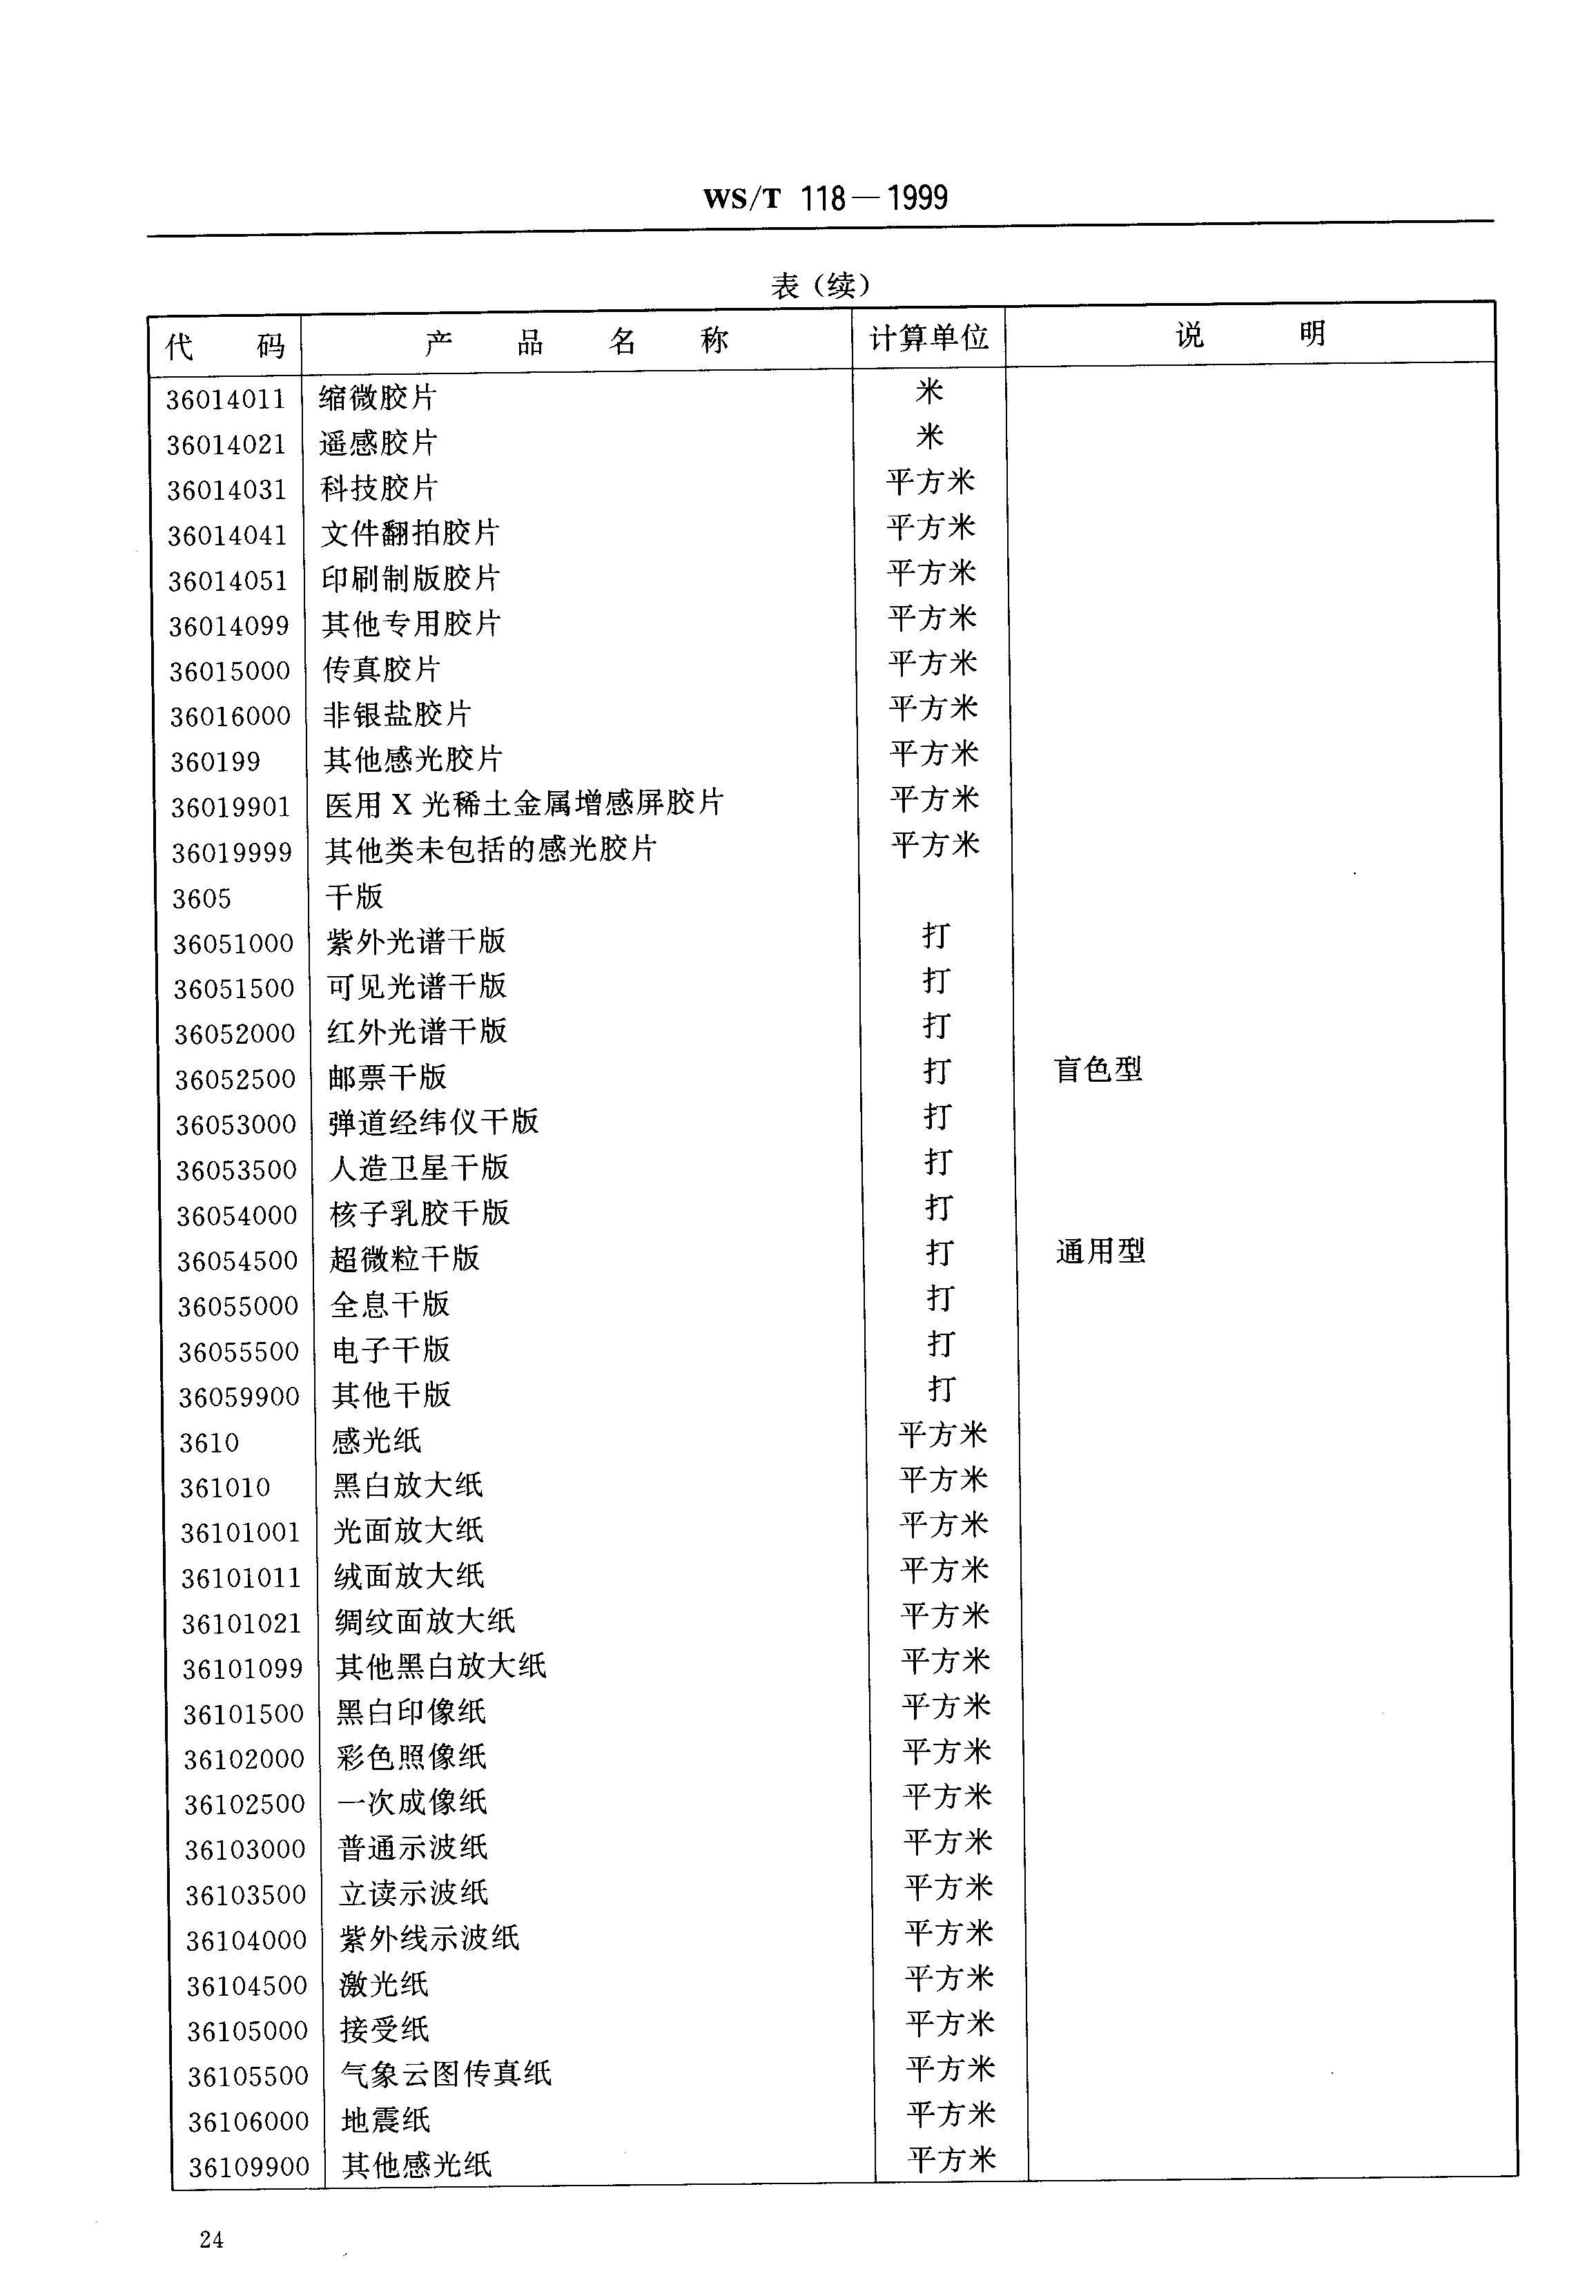 WS/T 118—1999
表（续）
代 码 产 品 名 称 计算单位 说 明
36014011 缩微胶片 米
36014021 遥感胶片 米
36014031 科技胶片 平方米
36014041 文件翻拍胶片 平方米
36014051 印刷制版胶片 平方米
36014099 其他专用胶片 平方米
36015000 传真胶片 平方米
36016000 非银盐胶片 平方米
360199 其他感光胶片 平方米
36019901 医用 X 光稀土金属增感屏胶片 平方米
36019999 其他类未包括的感光胶片 平方米
3605 干版
36051000 紫外光谱干版 打
36051500 可见光谱干版 打
36052000 红外光谱干版 打
36052500 邮票干版 打 盲色型
36053000 弹道经纬仪干版 打
36053500 人造卫星干版 打
36054000 核子乳胶干版 打
36054500 超微粒干版 打 通用型
36055000 全息干版 打
36055500 电子干版 打
36059900 其他干版 打
3610 感光纸 平方米
361010 黑白放大纸 平方米
36101001 光面放大纸 平方米
36101011 绒面放大纸 平方米
36101021 绸纹面放大纸 平方米
36101099 其他黑白放大纸 平方米
36101500 黑白印像纸 平方米
36102000 彩色照像纸 平方米
36102500 一次成像纸 平方米
36103000 普通示波纸 平方米
36103500 立读示波纸 平方米
36104000 紫外线示波纸 平方米
36104500 激光纸 平方米
36105000 接受纸 平方米
36105500 气象云图传真纸 平方米
36106000 地震纸 平方米
36109900 其他感光纸 平方米
24